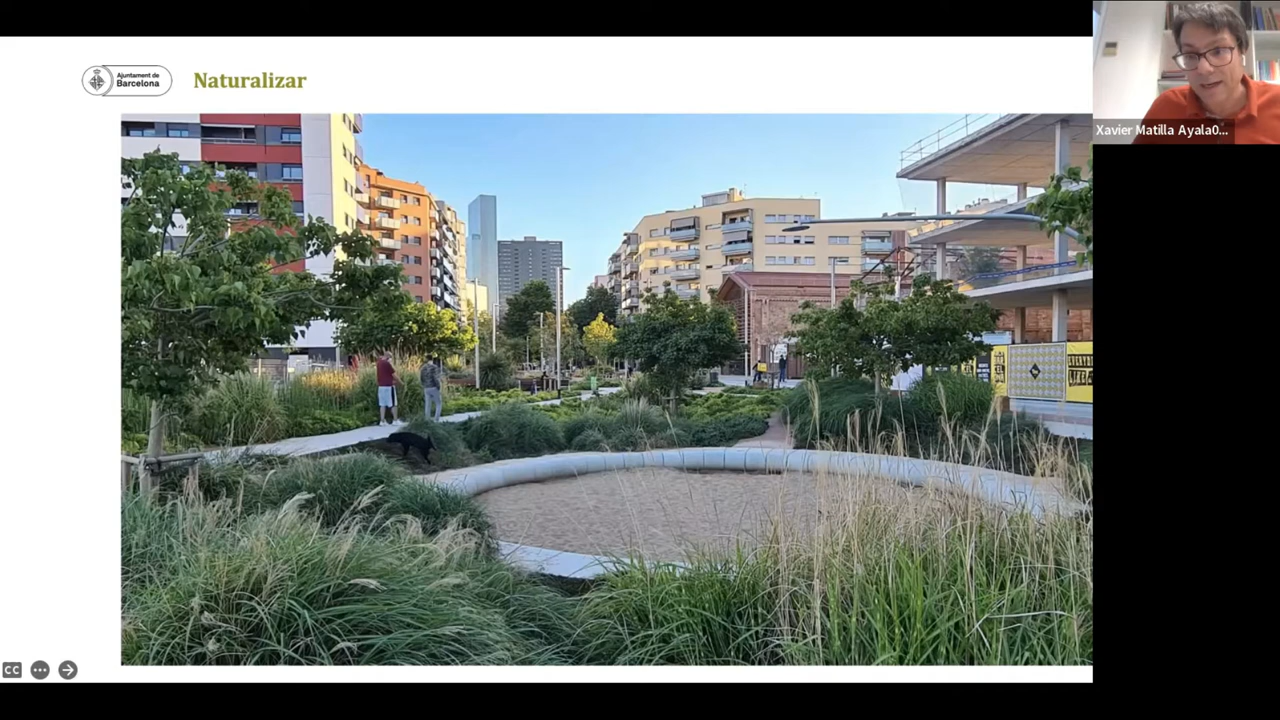 Ajuntament de
Barcelona
Naturalizar
Xavier Matilla Ayala0...
CC